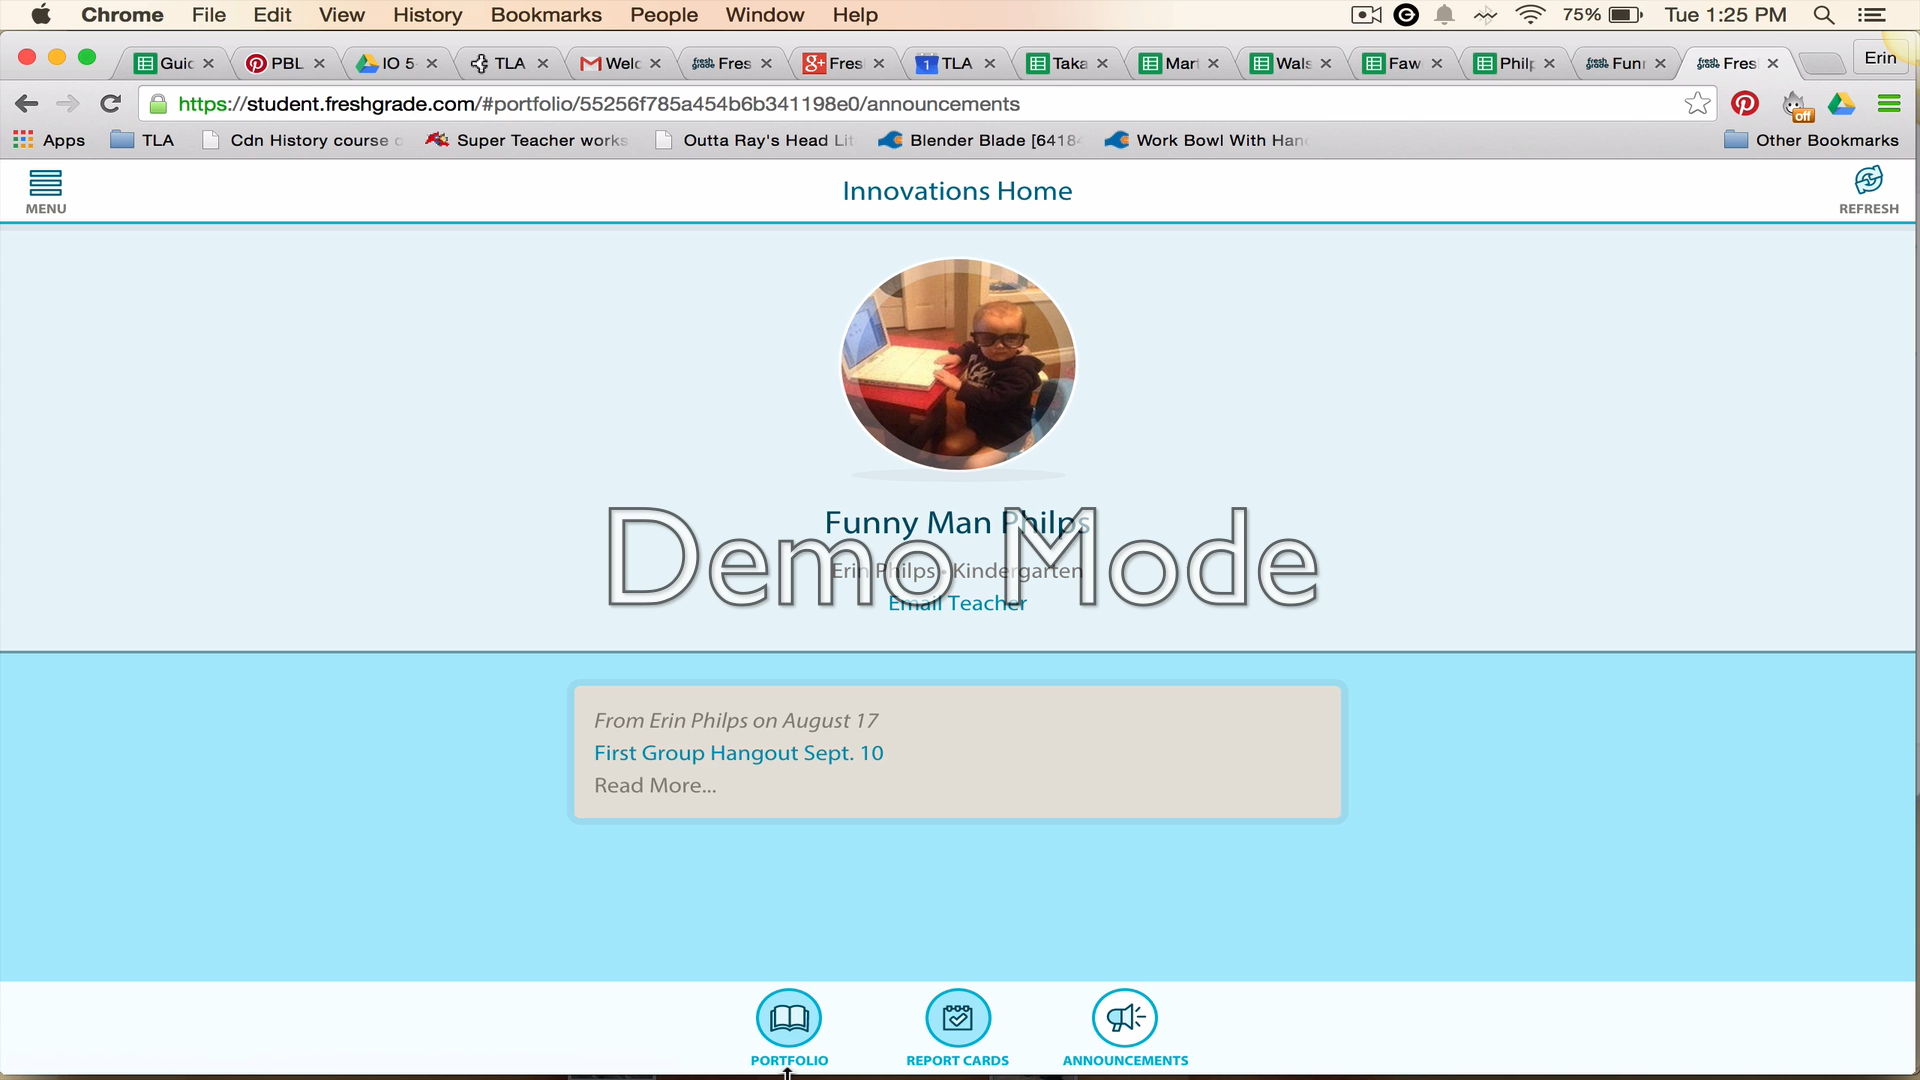 Chrome File Edit View History Bookmarks People Window Help 75% Tue 1:25 PM
Guid PBL IO 5 TLA Welc Fres Fres TLA Taka Mart Wals Faw Philp Funn Fres Erin
https://student.freshgrade.com/#portfolio/55256f785a454b6b341198e0/announcements off
Apps TLA Cdn History course Super Teacher works Outta Ray's Head Lit Blender Blade [6418 Work Bowl With Han Other Bookmarks
Innovations Home
MENU REFRESH
Funny Man Philps
Demo Mode
Erin Philps • Kindergarten
Email Teacher
From Erin Philps on August 17
First Group Hangout Sept. 10
Read More...
PORTFOLIO REPORT CARDS ANNOUNCEMENTS